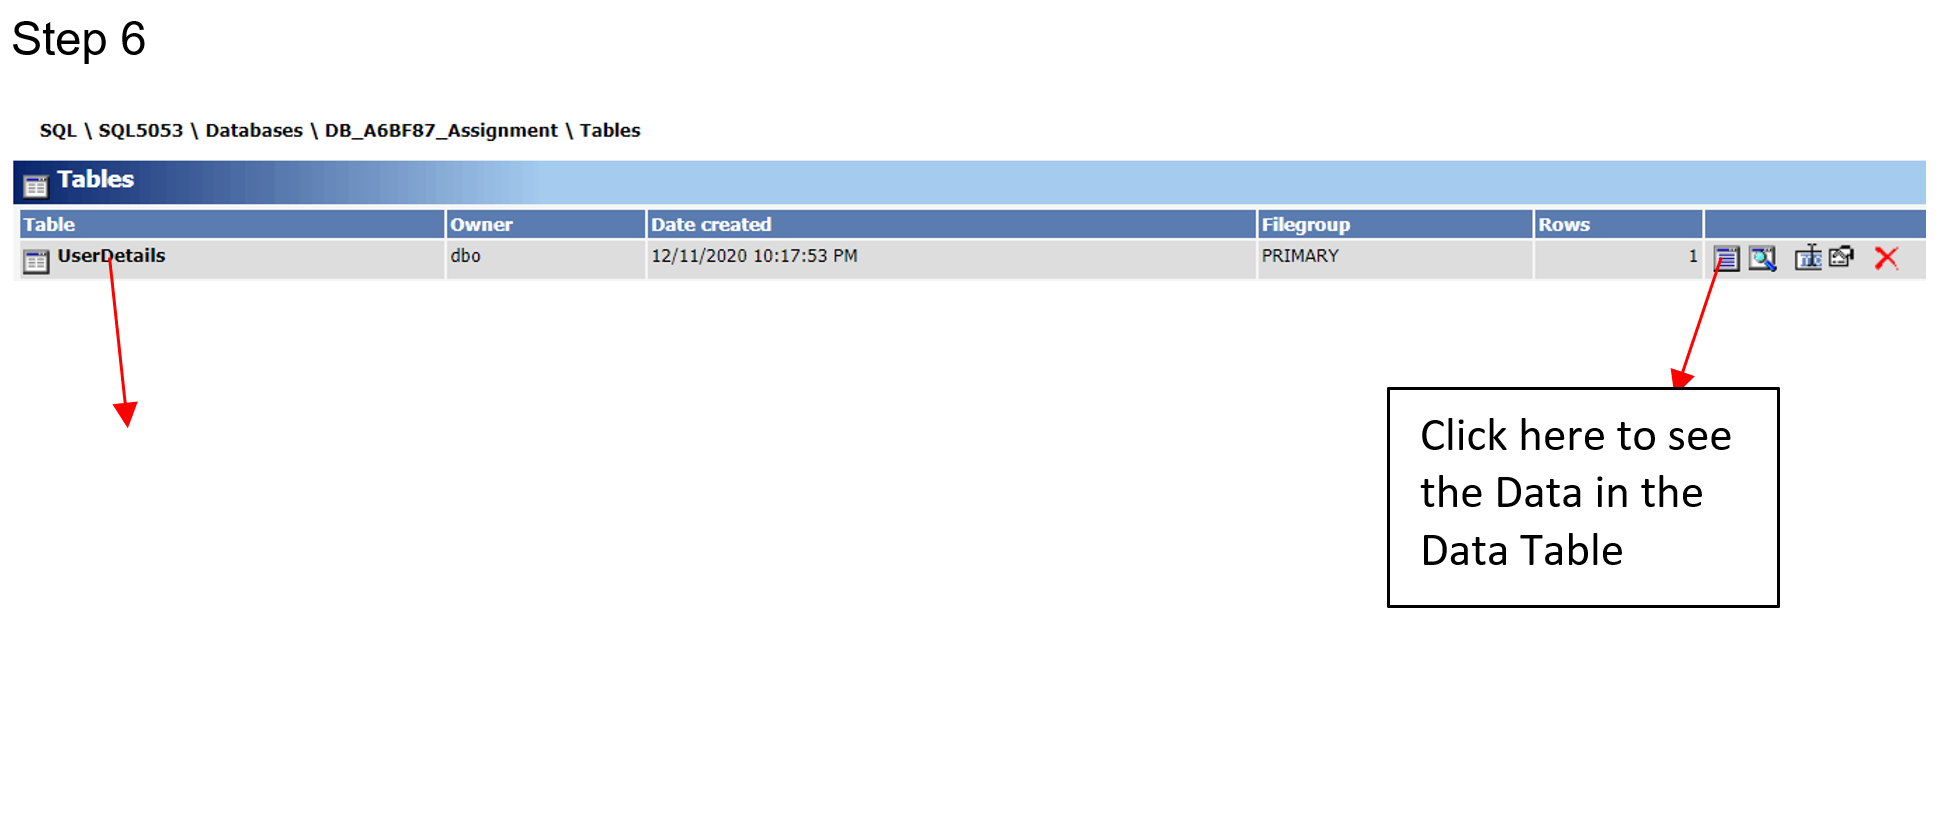 Step 6
SQL \ SQL5053 \ Databases \ DB_A6BF87_Assignment \ Tables
Tables
Table Owner Date created Filegroup Rows
UserDetails dbo 12/11/2020 10:17:53 PM PRIMARY 1
Click here to see
the Data in the
Data Table